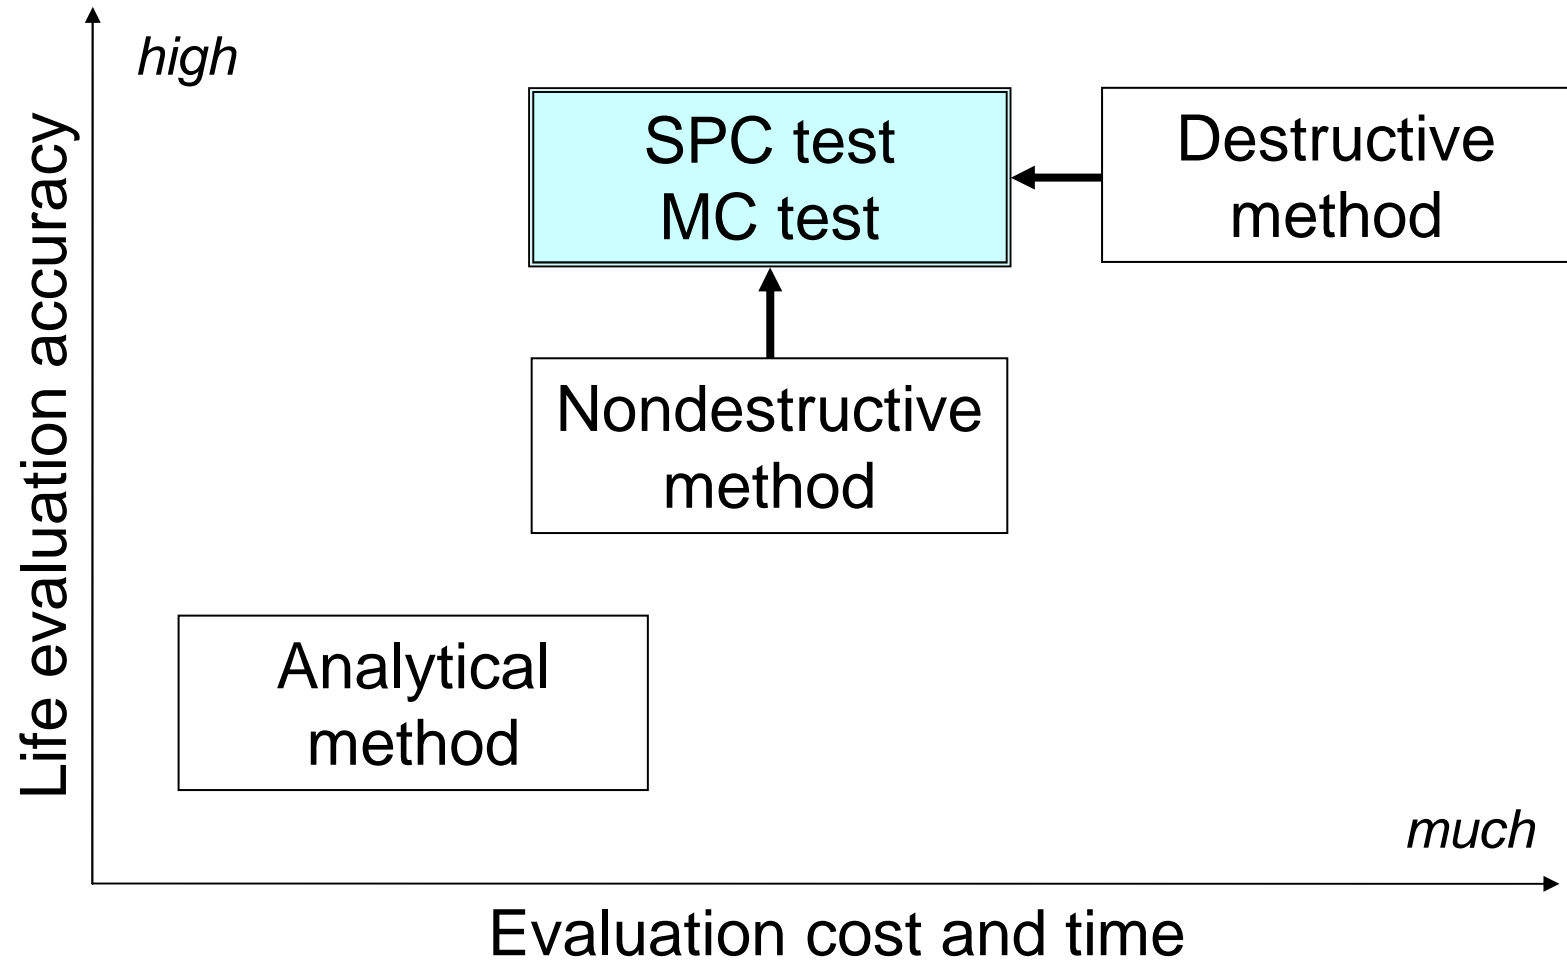 high
SPC test
MC test
Destructive
method
Life evaluation accuracy
Nondestructive
method
Analytical
method
much
Evaluation cost and time